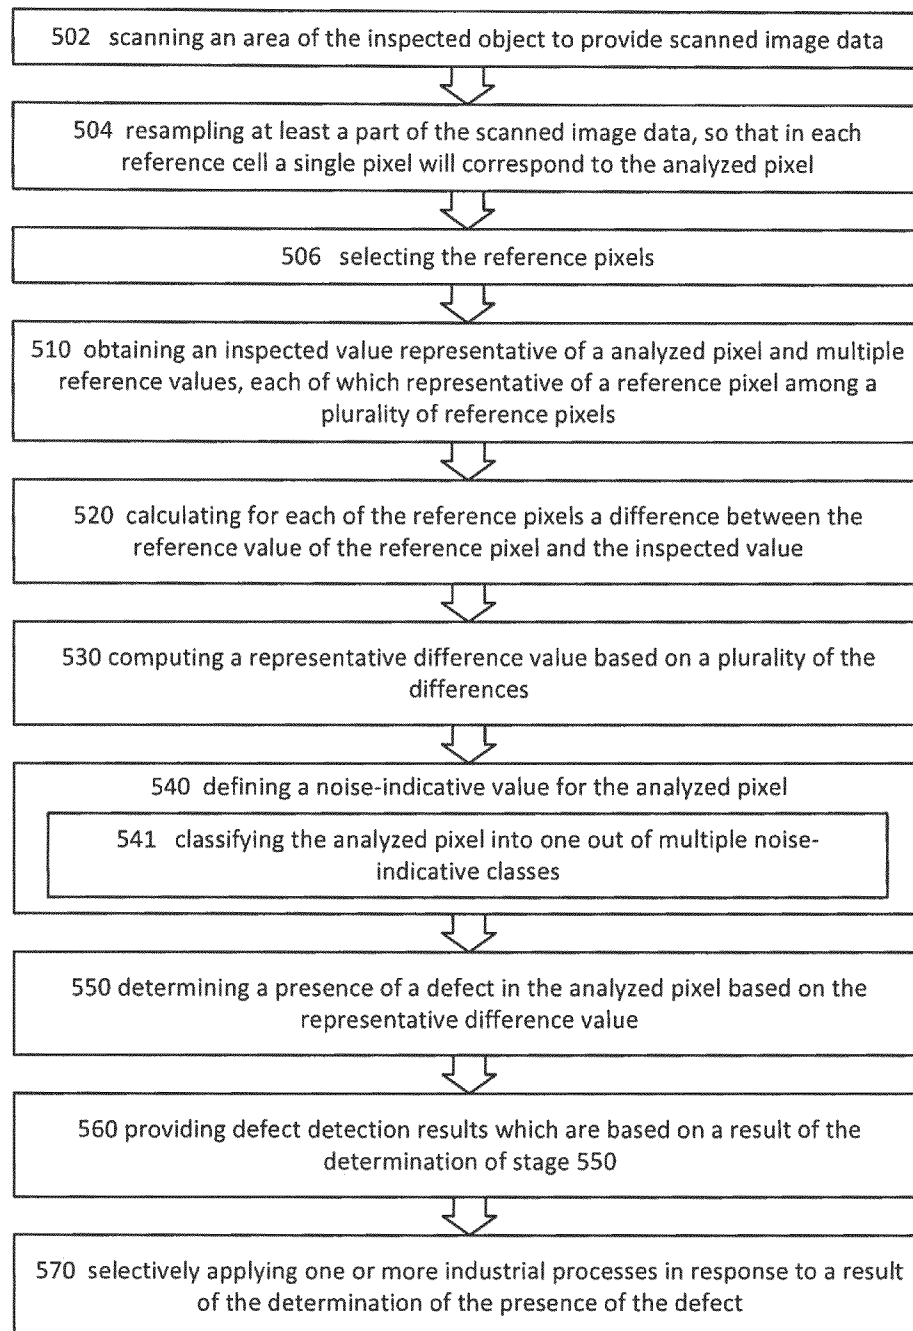 502 scanning an area of the inspected object to provide scanned image data
504 resampling at least a part of the scanned image data, so that in each
reference cell a single pixel will correspond to the analyzed pixel
506 selecting the reference pixels
510 obtaining an inspected value representative of a analyzed pixel and multiple
reference values, each of which representative of a reference pixel among a
plurality of reference pixels
520 calculating for each of the reference pixels a difference between the
reference value of the reference pixel and the inspected value
530 computing a representative difference value based on a plurality of the
differences
540 defining a noise-indicative value for the analyzed pixel
541 classifying the analyzed pixel into one out of multiple noise-
indicative classes
550 determining a presence of a defect in the analyzed pixel based on the
representative difference value
560 providing defect detection results which are based on a result of the
determination of stage 550
570 selectively applying one or more industrial processes in response to a result
of the determination of the presence of the defect